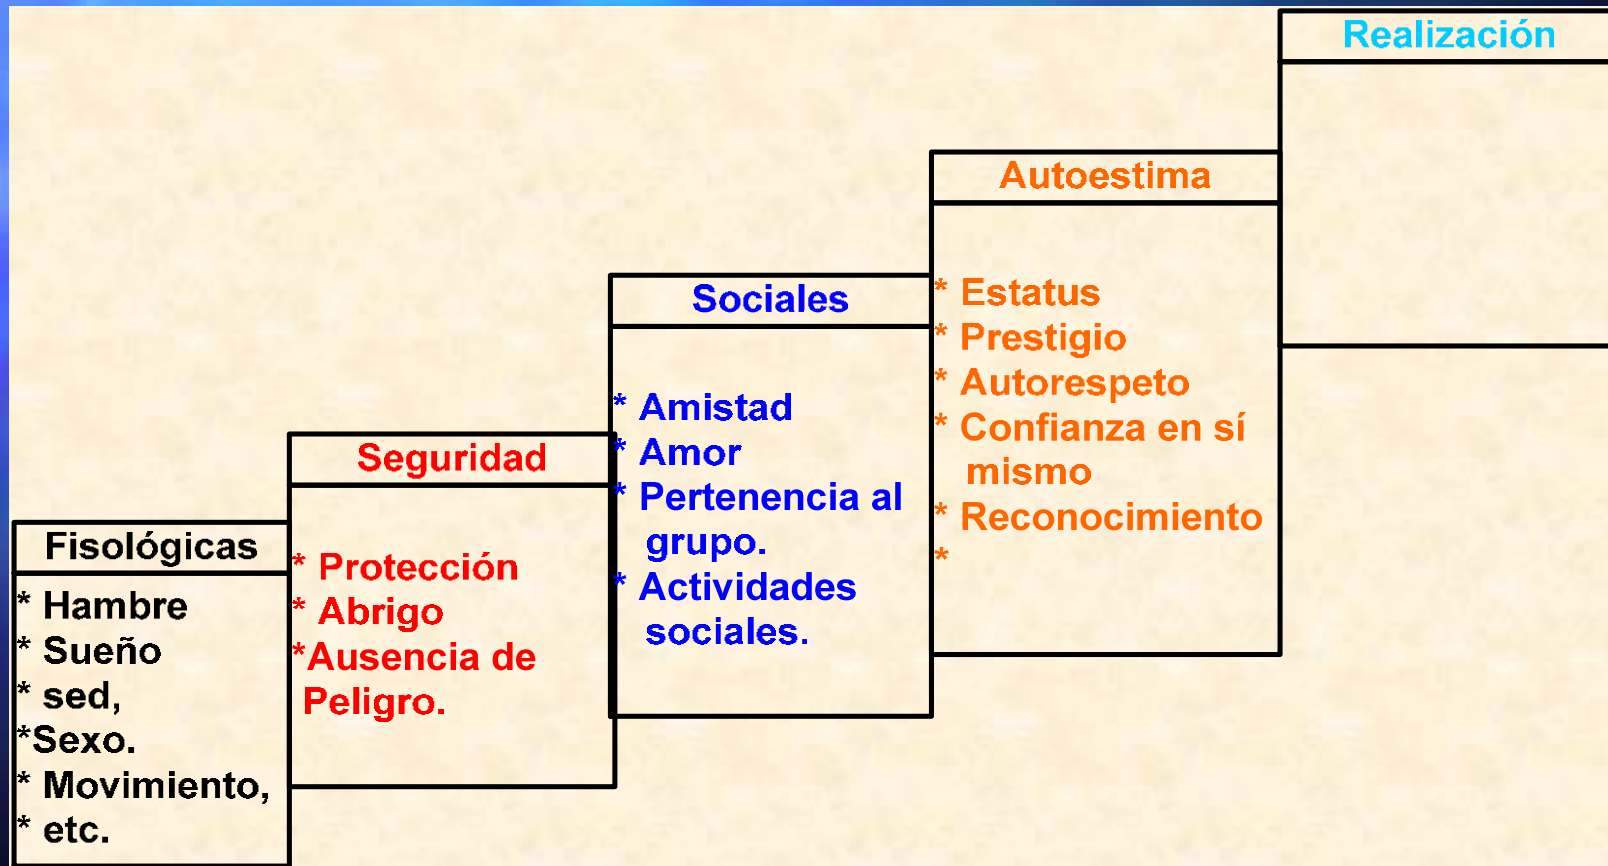 Fisológicas
* Hambre
* Sueño
* sed,
*Sexo.
* Movimiento,
* etc.
Seguridad
* Protección
* Abrigo
*Ausencia de
Peligro.
Sociales
* Amistad
* Amor
* Pertenencia al
grupo.
* Actividades
sociales.
Autoestima
* Estatus
* Prestigio
* Autorespeto
* Confianza en sí
mismo
* Reconocimiento
*
Realización